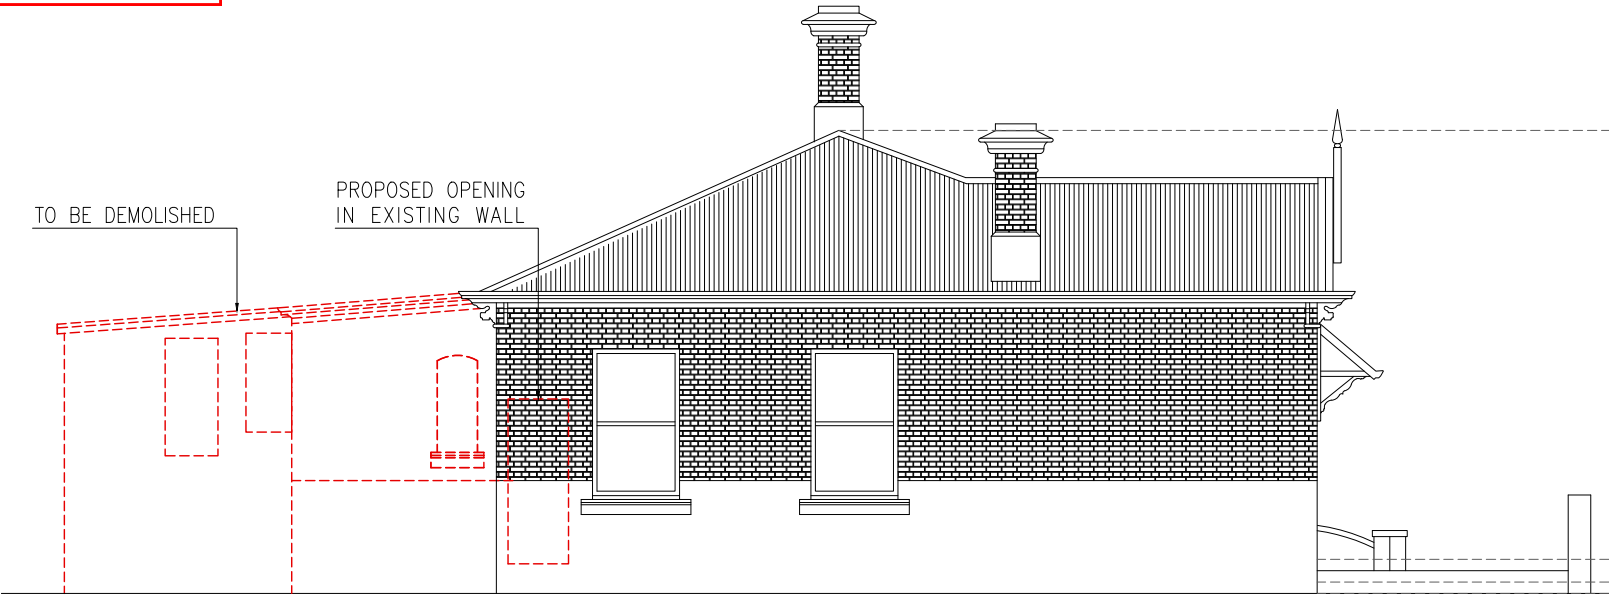 TO BE DEMOLISHED
PROPOSED OPENING
IN EXISTING WALL